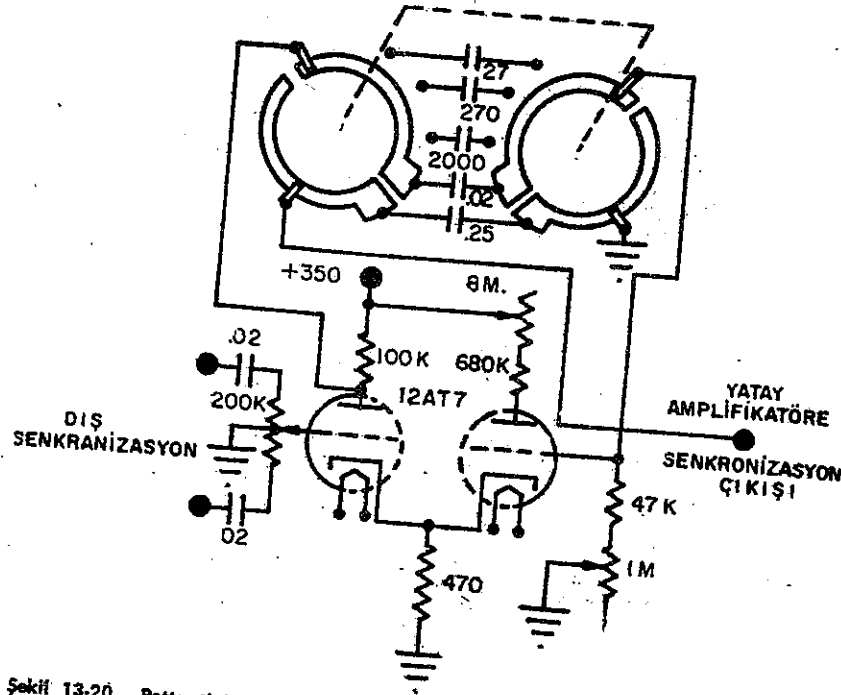 27
270
2000
.02
.25
+350
8M.
.02
100K
680K
200K
12AT7
DIŞ
SENKRANİZASYON
YATAY
AMPLİFİKATÖRE
SENKRONİZASYON
ÇIKIŞI
47K
02
1M
470
Şekil 13-20